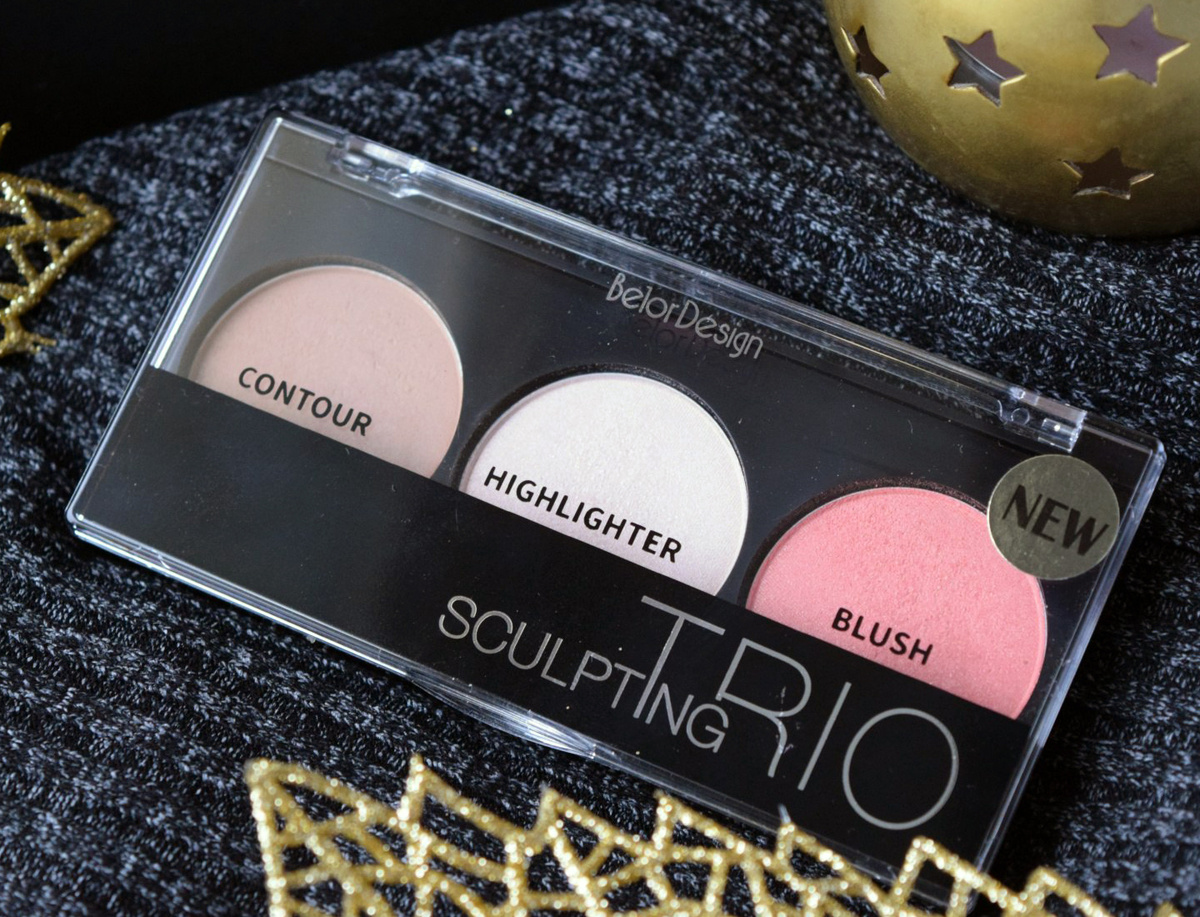 BelorDesign
CONTOUR
HIGHLIGHTER
BLUSH
NEW
SCULPTING
TRIO